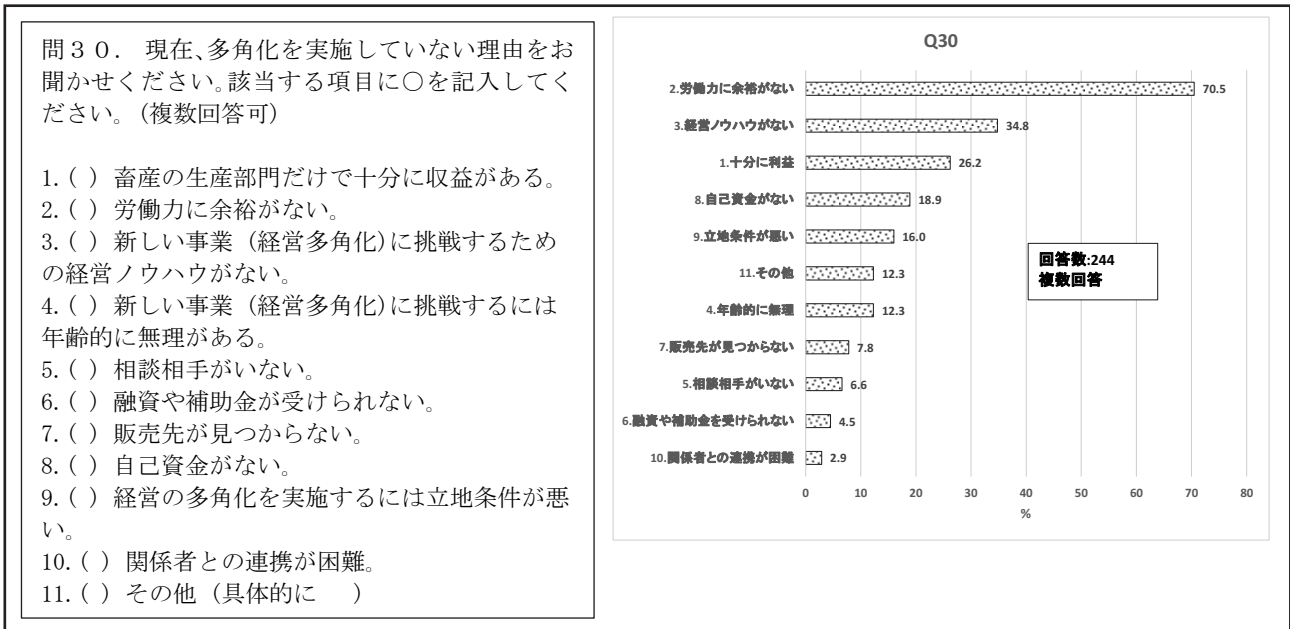 問３０． 現在､多角化を実施していない理由をお
聞かせください｡該当する項目に○を記入してく
ださい。（複数回答可）
1.( ) 畜産の生産部門だけで十分に収益がある。
2.( ) 労働力に余裕がない。
3.( ) 新しい事業（経営多角化)に挑戦するため
の経営ノウハウがない。
4.( ) 新しい事業（経営多角化)に挑戦するには
年齢的に無理がある。
5.( ) 相談相手がいない。
6.( ) 融資や補助金が受けられない。
7.( ) 販売先が見つからない。
8.( ) 自己資金がない。
9.( ) 経営の多角化を実施するには立地条件が悪
い。
10.( ) 関係者との連携が困難。
11.( ) その他（具体的に　 ）
Q30
2.労働力に余裕がない 70.5
3.経営ノウハウがない 34.8
1.十分に利益 26.2
8.自己資金がない 18.9
9.立地条件が悪い 16.0
11.その他 12.3
4.年齢的に無理 12.3
7.販売先が見つからない 7.8
5.相談相手がいない 6.6
6.融資や補助金を受けられない 4.5
10.関係者との連携が困難 2.9
回答数:244
複数回答
0 10 20 30 40 50 60 70 80
%